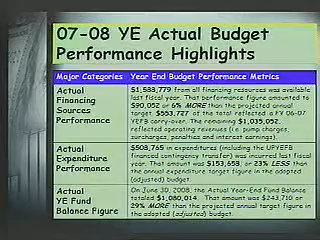 07-08 YE Actual Budget
Performance Highlights
Major Categories
Year End Budget Performance Metrics
Actual
Financing
Sources
Performance
$1,588,779 from all financing resources was available
last fiscal year. That performance figure amounted to
$90,052 or 6% MORE than the projected annual
target. $553,727 of the total reflected a FY 06-07
YEFB carry-over. The remaining $1,035,052,
reflected operating revenues (i.e. pump charges,
surcharges, penalties and interest earnings).
Actual
Expenditure
Performance
$508,765 in expenditures (including the UPYEFB
financed contingency transfer) was incurred last fiscal
year. That amount was $153,658, or 23% LESS than
the annual expenditure target figure in the adopted
(adjusted) budget.
Actual
YE Fund
Balance Figure
On June 30, 2008, the Actual Year-End Fund Balance
totaled $1,080,014. That amount was $243,710 or
29% MORE than the projected annual target figure in
the adopted (adjusted) budget.